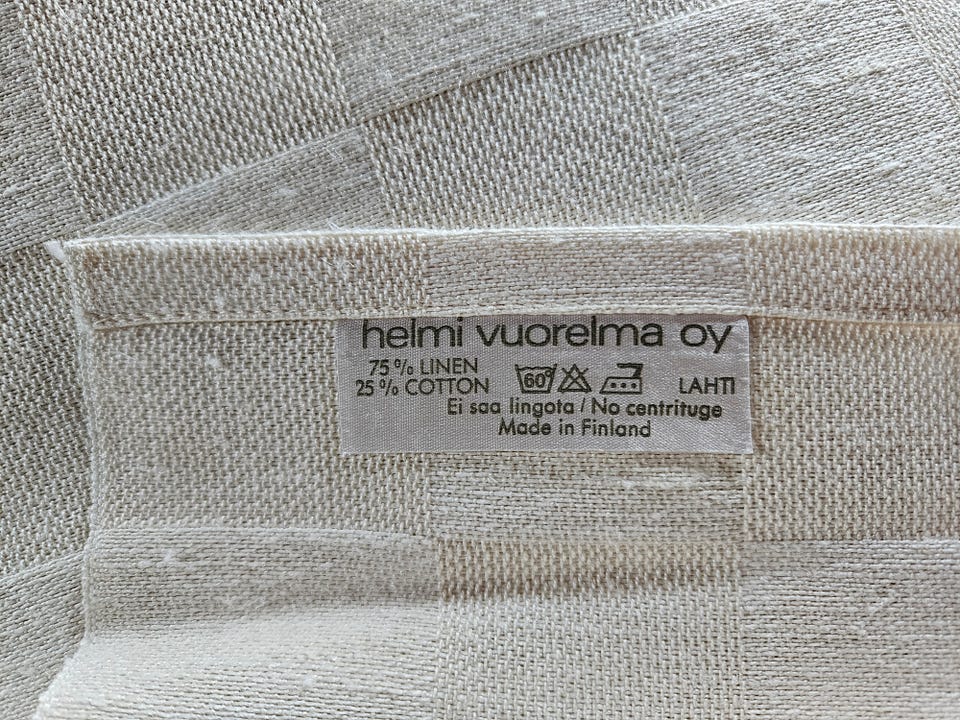 helmi vuorelma oy
75% LINEN
25% COTTON 60° LAHTI
Ei saa lingota / No centrituge
Made in Finland